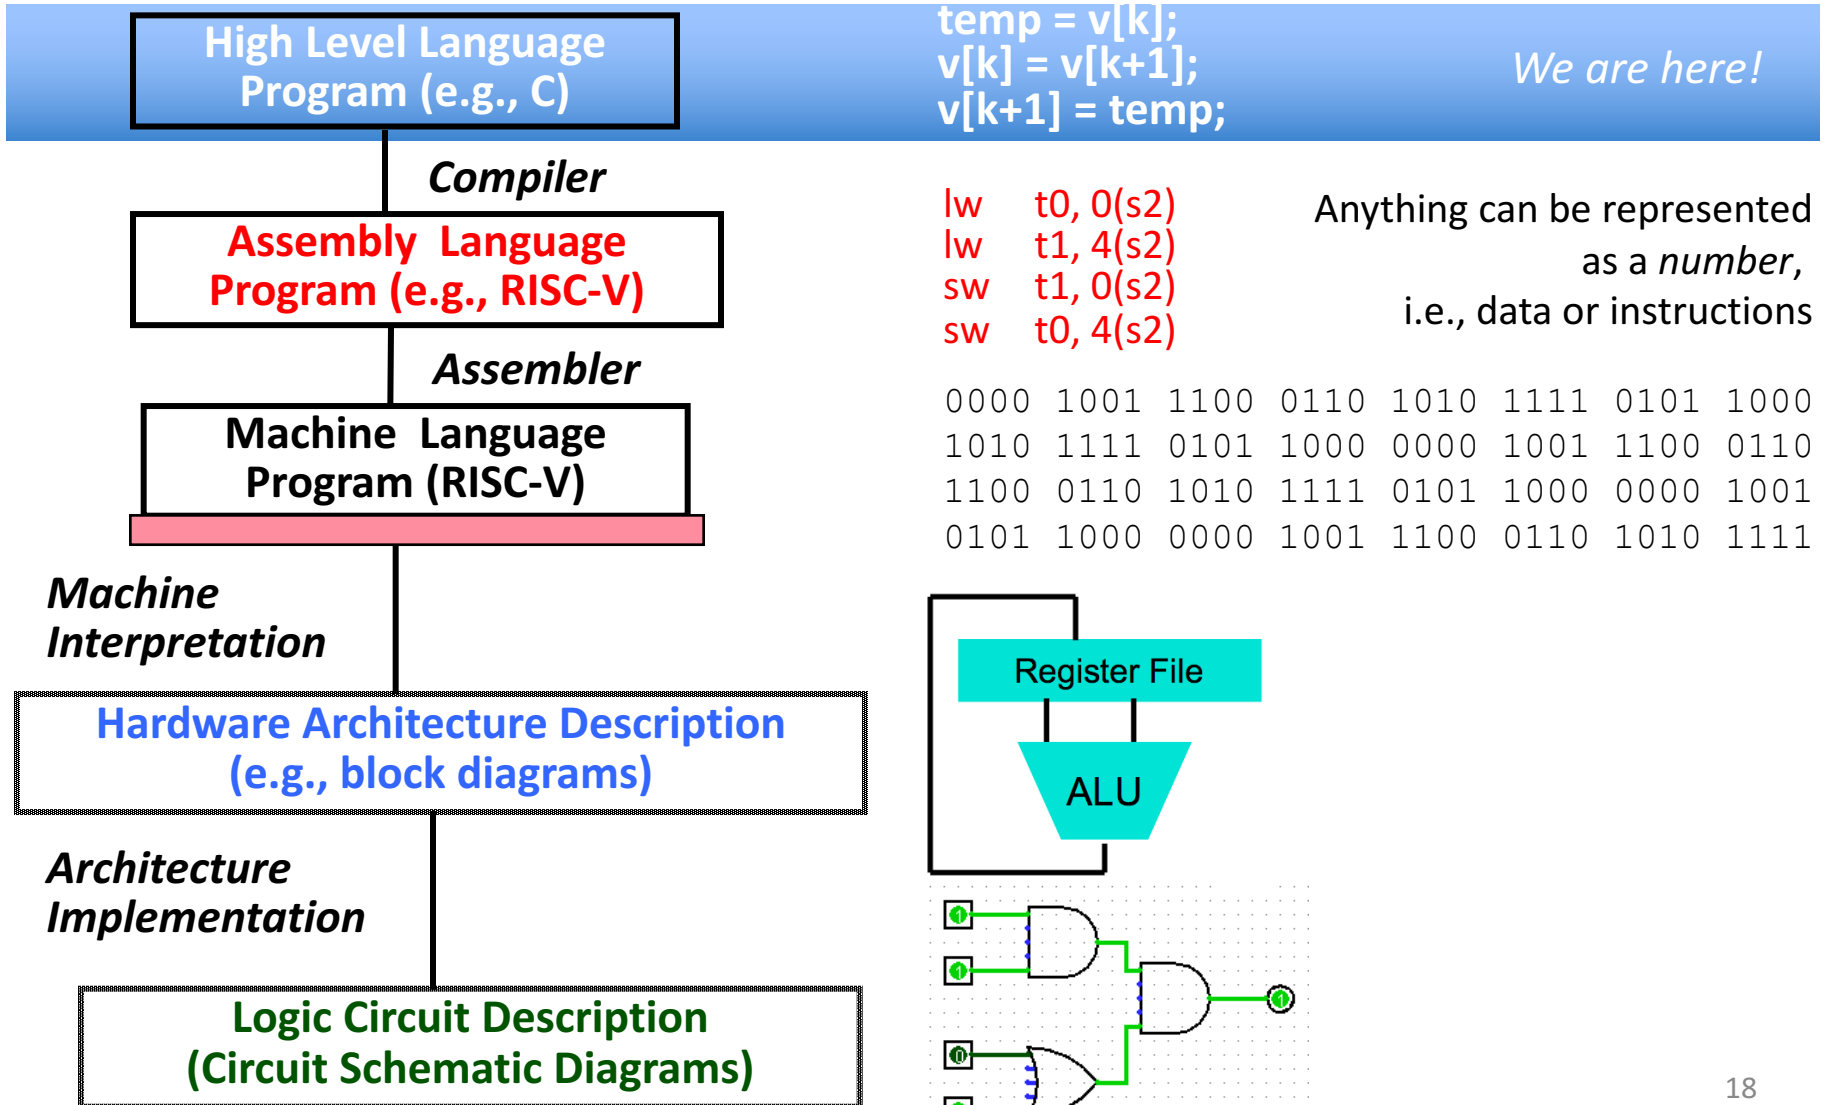 High Level Language
Program (e.g., C)
temp = v[k];
v[k] = v[k+1];
v[k+1] = temp;
We are here!
Compiler
Assembly Language
Program (e.g., RISC-V)
lw t0, 0(s2)
lw t1, 4(s2)
sw t1, 0(s2)
sw t0, 4(s2)
Anything can be represented
as a number,
i.e., data or instructions
Assembler
Machine Language
Program (RISC-V)
0000 1001 1100 0110 1010 1111 0101 1000
1010 1111 0101 1000 0000 1001 1100 0110
1100 0110 1010 1111 0101 1000 0000 1001
0101 1000 0000 1001 1100 0110 1010 1111
Machine
Interpretation
Register File
ALU
Hardware Architecture Description
(e.g., block diagrams)
Architecture
Implementation
1
1
1
0
Logic Circuit Description
(Circuit Schematic Diagrams)
18